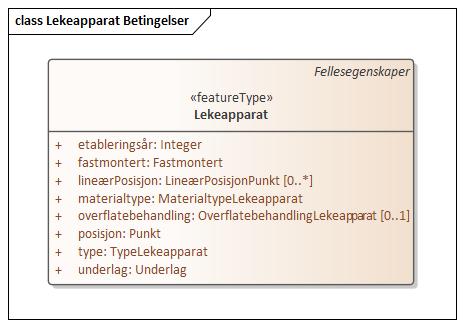 class Lekeapparat Betingelser
Fellesegenskaper
«featureType»
Lekeapparat
+ etableringsår: Integer
+ fastmontert: Fastmontert
+ lineærPosisjon: LineærPosisjonPunkt [0..*]
+ materialtype: MaterialtypeLekeapparat
+ overflatebehandling: OverflatebehandlingLekeapparat [0..1]
+ posisjon: Punkt
+ type: TypeLekeapparat
+ underlag: Underlag